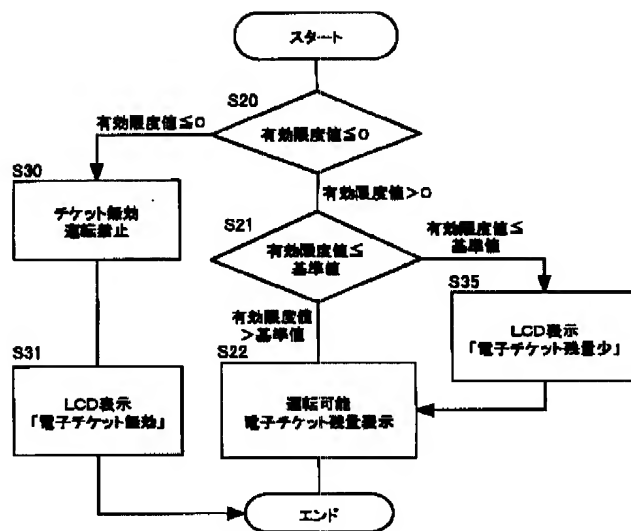 スタート
S20
有効限度値≦0
有効限度値≦0
S30
有効限度値>0
チケット無効
運転禁止
S21
有効限度値≦
基準値
有効限度値≦
基準値
S35
有効限度値
>基準値
LCD表示
「電子チケット残量少」
S31
S22
LCD表示
「電子チケット無効」
運転可能
電子チケット残量表示
エンド